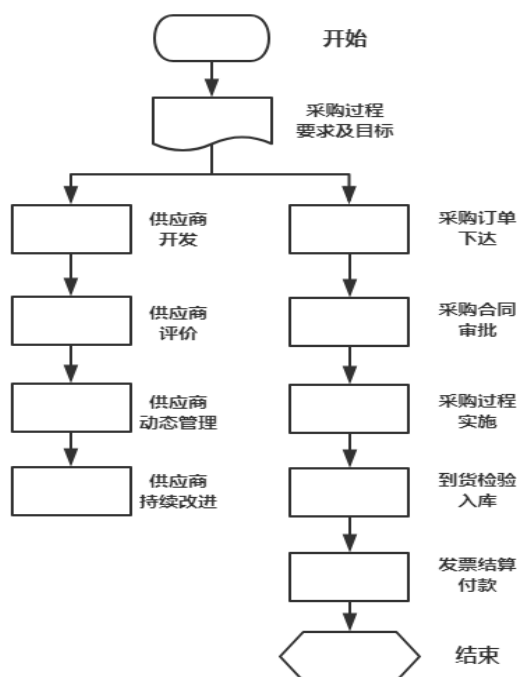 开始
采购过程
要求及目标
供应商
开发
采购订单
下达
供应商
评价
采购合同
审批
供应商
动态管理
采购过程
实施
供应商
持续改进
到货检验
入库
发票结算
付款
结束